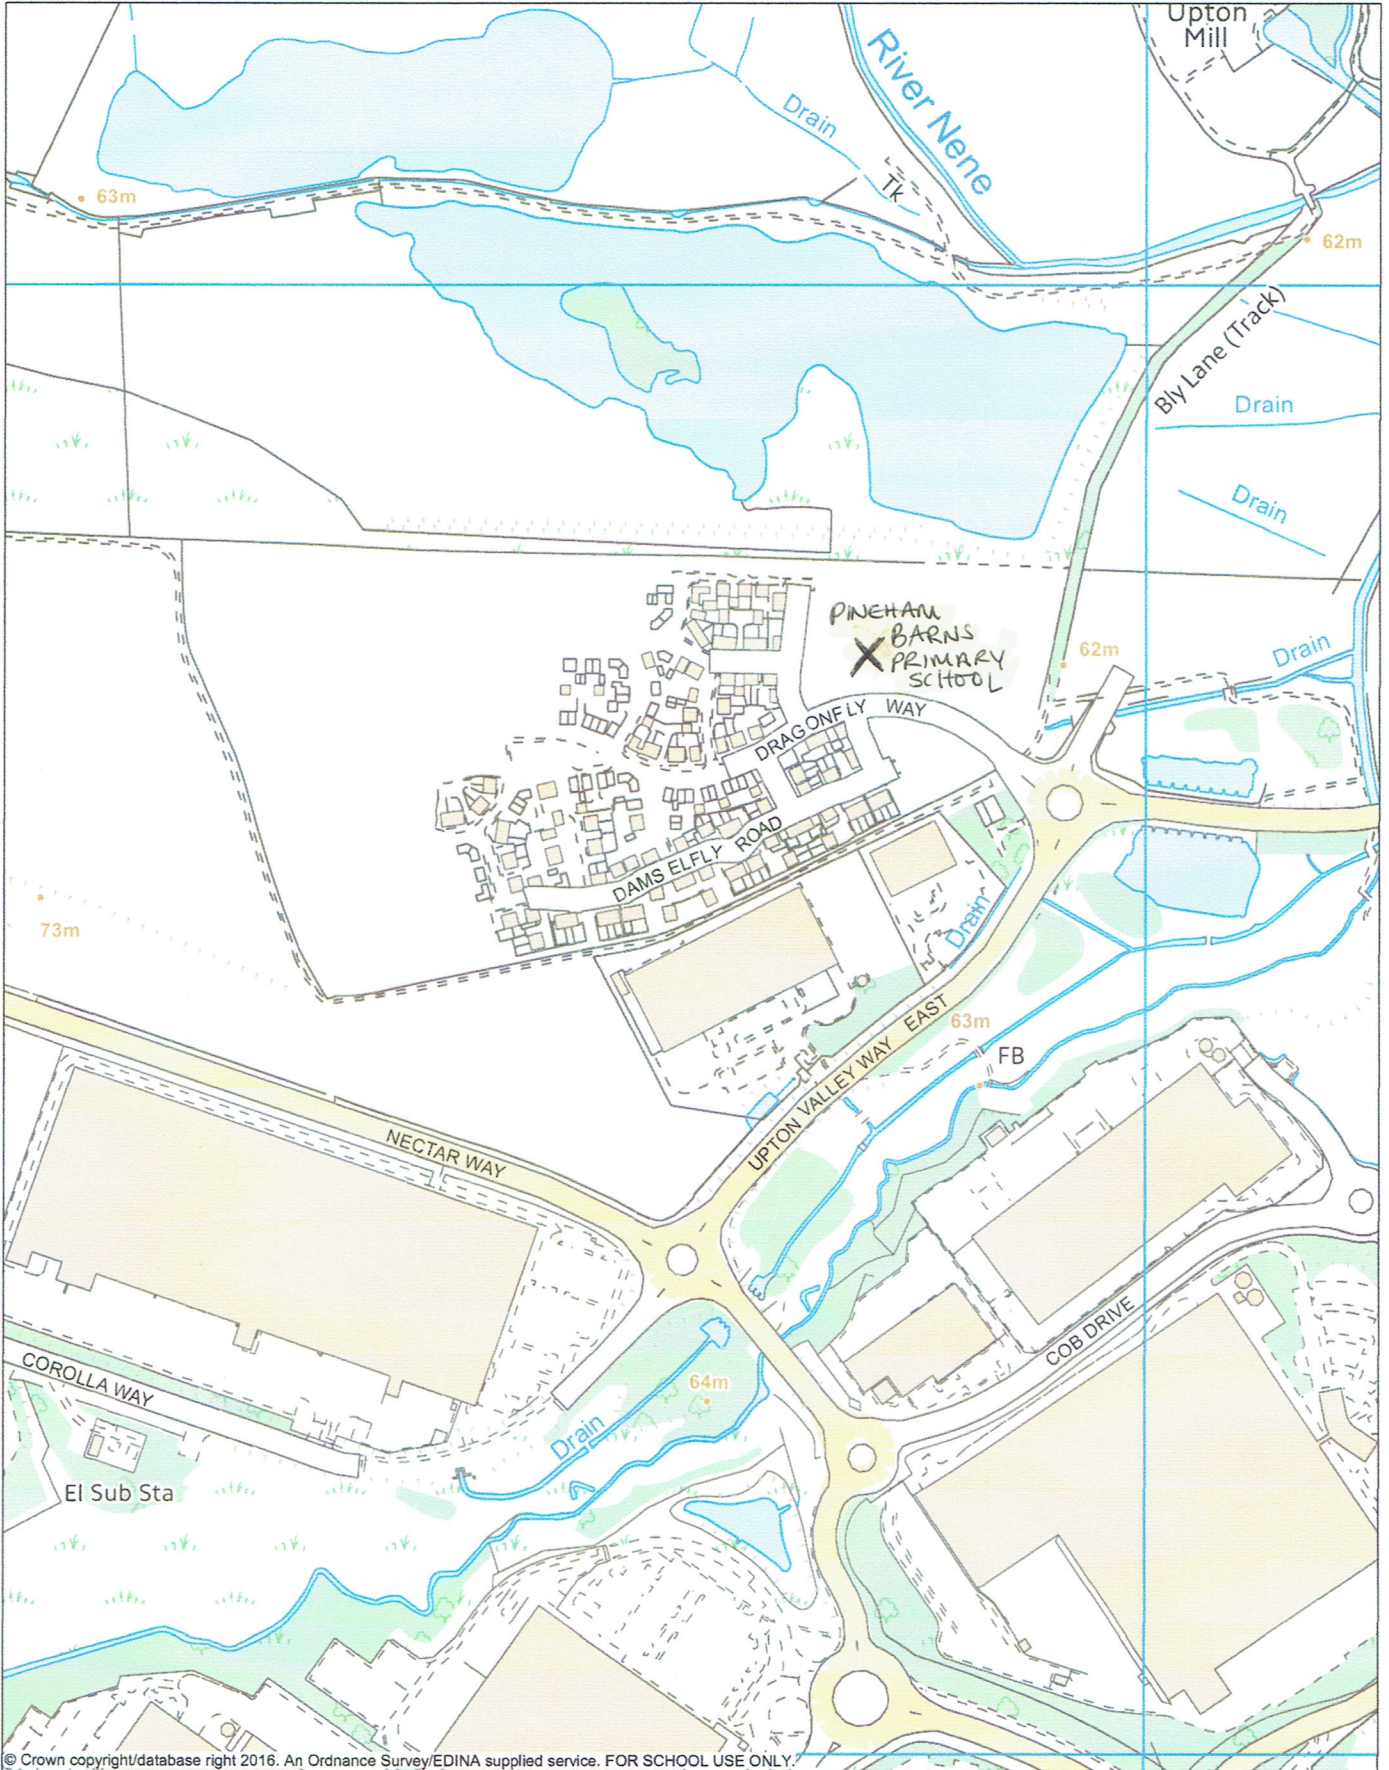 Upton
Mill
River Nene
Drain
Tk
63m
62m
Bly Lane (Track)
Drain
Drain
PINEHAM
BARNS
X PRIMARY
SCHOOL
62m
Drain
DRAGONFLY WAY
DAMS ELFLY ROAD
Drain
73m
UPTON VALLEY WAY EAST
63m
FB
NECTAR WAY
COROLLA WAY
COB DRIVE
64m
Drain
El Sub Sta
© Crown copyright/database right 2016. An Ordnance Survey/EDINA supplied service. FOR SCHOOL USE ONLY.